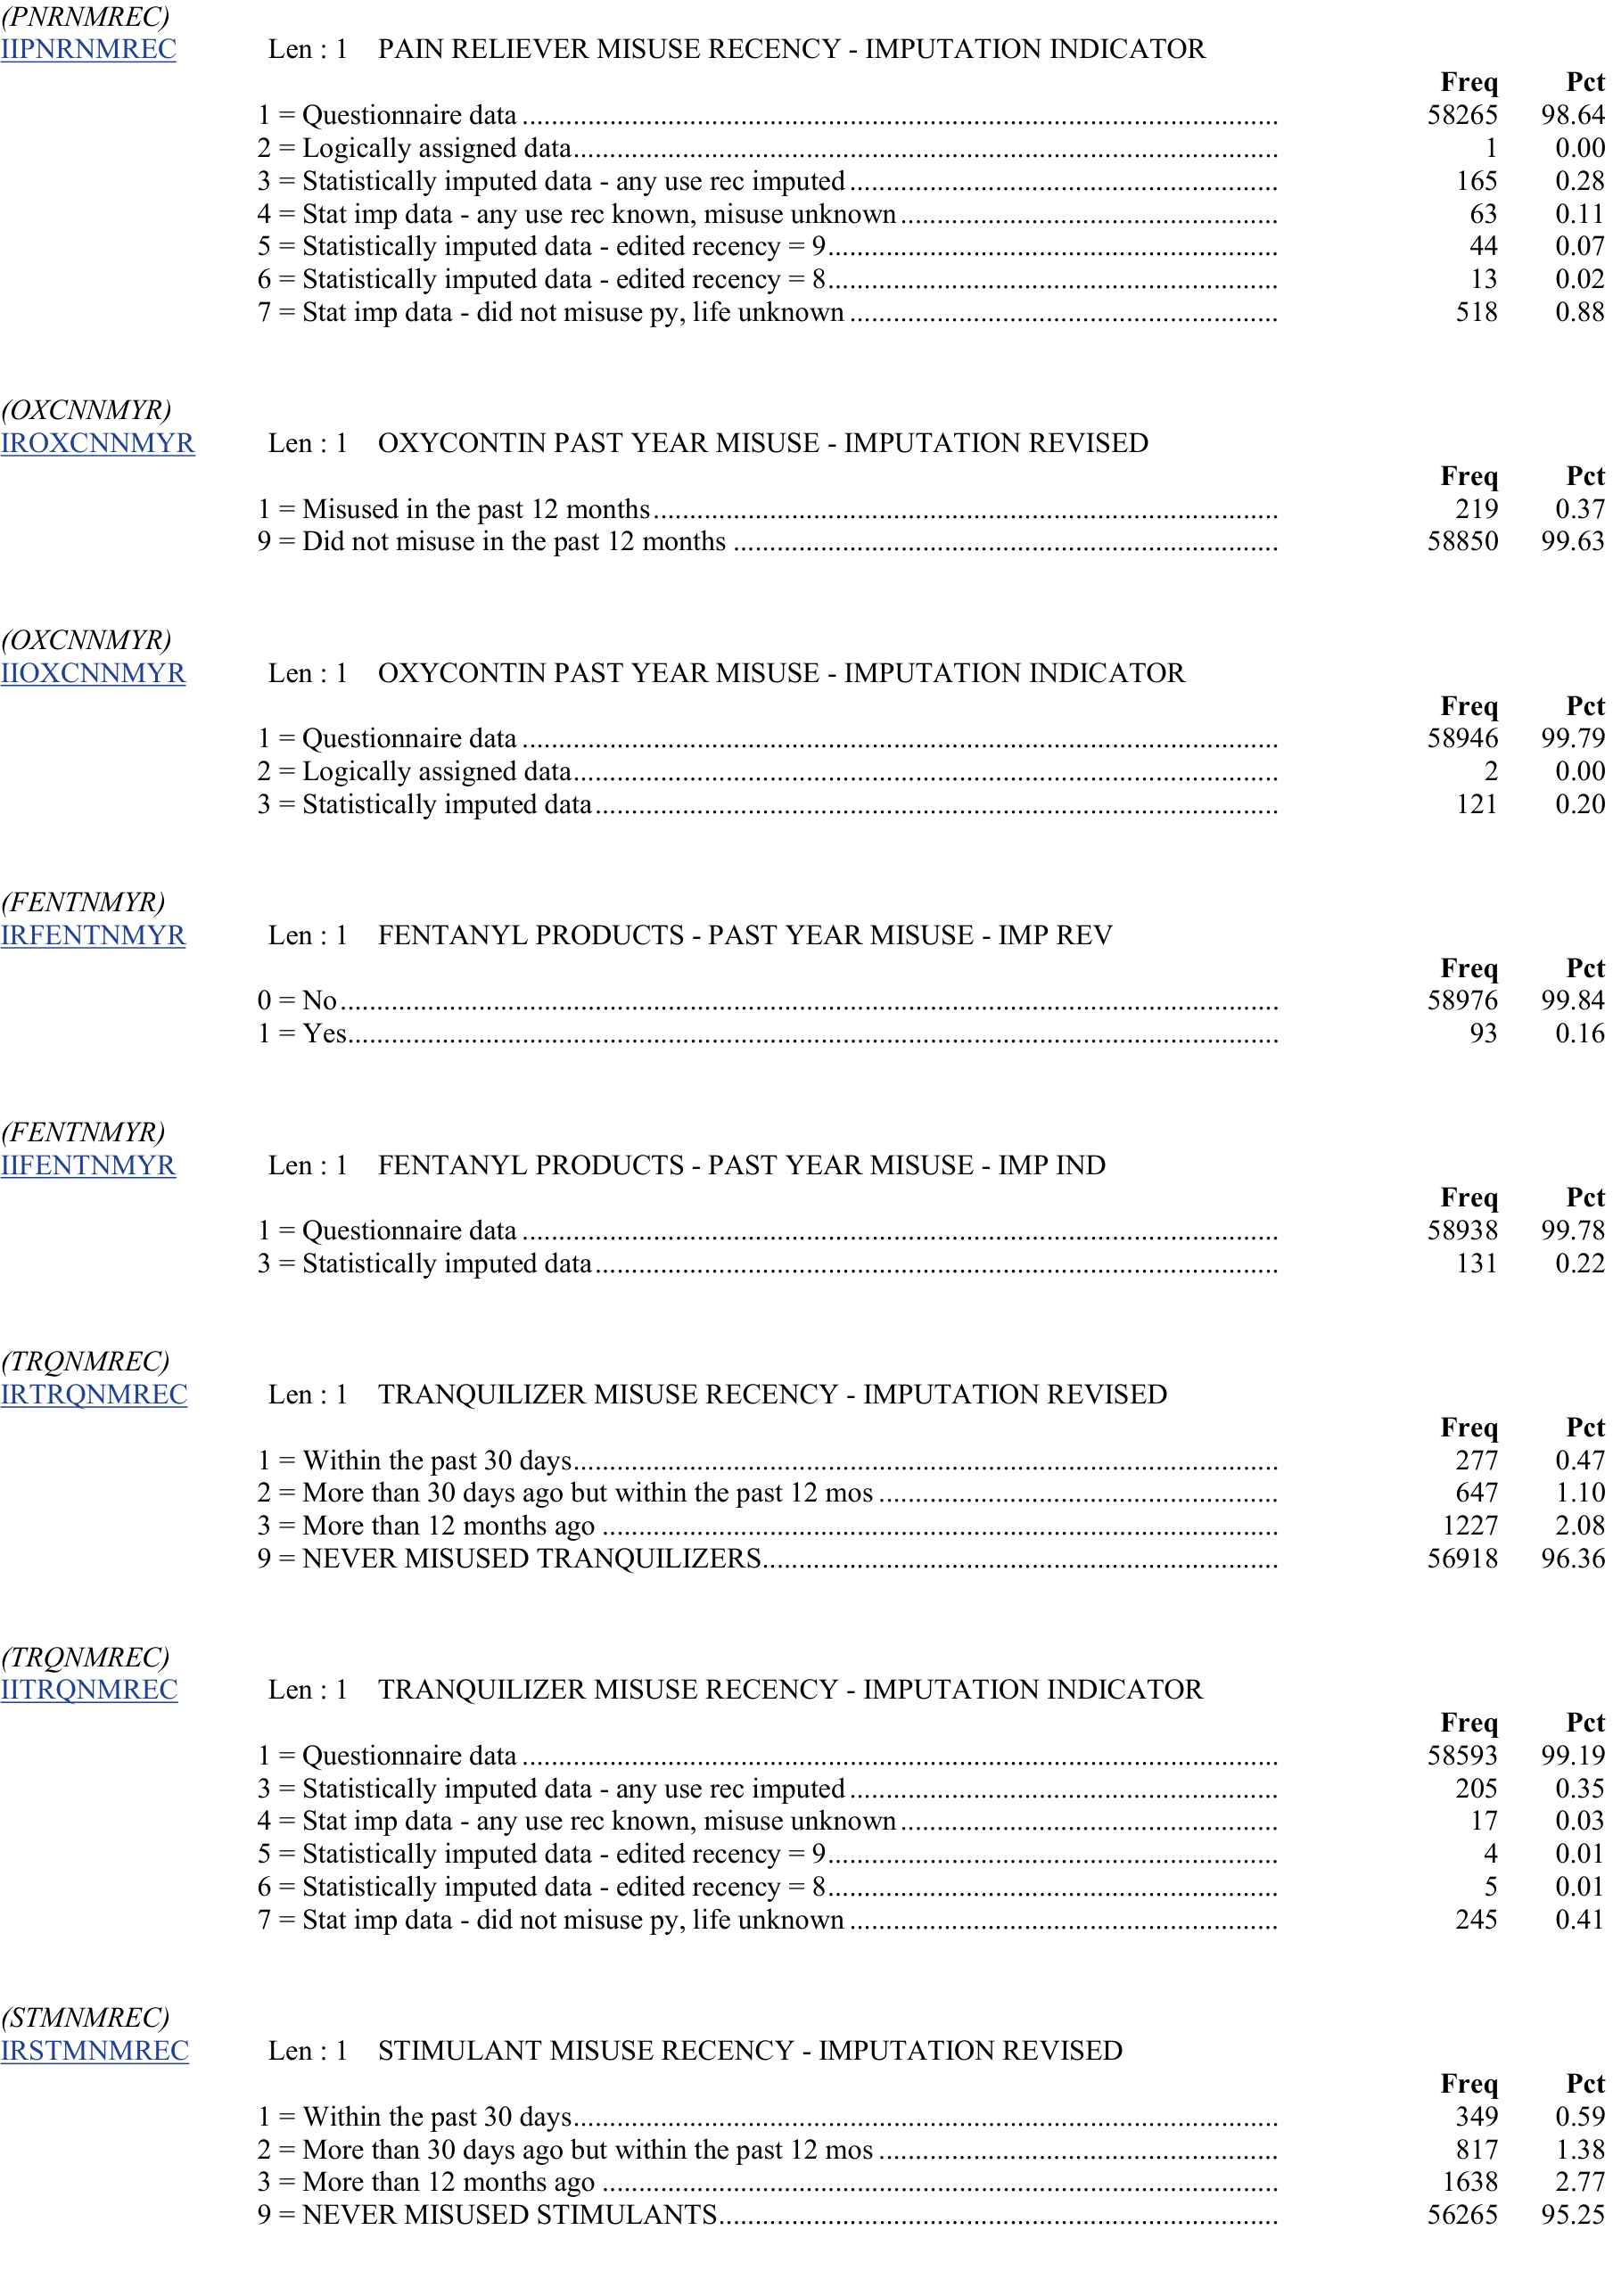 (PNRNMREC)
IIPNRNMREC Len : 1 PAIN RELIEVER MISUSE RECENCY - IMPUTATION INDICATOR
Freq Pct
1 = Questionnaire data ................ 58265 98.64
2 = Logically assigned data ................ 1 0.00
3 = Statistically imputed data - any use rec imputed ................ 165 0.28
4 = Stat imp data - any use rec known, misuse unknown ................ 63 0.11
5 = Statistically imputed data - edited recency = 9 ................ 44 0.07
6 = Statistically imputed data - edited recency = 8 ................ 13 0.02
7 = Stat imp data - did not misuse py, life unknown ................ 518 0.88
(OXCNNMYR)
IROXCNNMYR Len : 1 OXYCONTIN PAST YEAR MISUSE - IMPUTATION REVISED
Freq Pct
1 = Misused in the past 12 months ................ 219 0.37
9 = Did not misuse in the past 12 months ................ 58850 99.63
(OXCNNMYR)
IIOXCNNMYR Len : 1 OXYCONTIN PAST YEAR MISUSE - IMPUTATION INDICATOR
Freq Pct
1 = Questionnaire data ................ 58946 99.79
2 = Logically assigned data ................ 2 0.00
3 = Statistically imputed data ................ 121 0.20
(FENTNMYR)
IRFENTNMYR Len : 1 FENTANYL PRODUCTS - PAST YEAR MISUSE - IMP REV
Freq Pct
0 = No ................ 58976 99.84
1 = Yes ................ 93 0.16
(FENTNMYR)
IIFENTNMYR Len : 1 FENTANYL PRODUCTS - PAST YEAR MISUSE - IMP IND
Freq Pct
1 = Questionnaire data ................ 58938 99.78
3 = Statistically imputed data ................ 131 0.22
(TRQNMREC)
IRTRQNMREC Len : 1 TRANQUILIZER MISUSE RECENCY - IMPUTATION REVISED
Freq Pct
1 = Within the past 30 days ................ 277 0.47
2 = More than 30 days ago but within the past 12 mos ................ 647 1.10
3 = More than 12 months ago ................ 1227 2.08
9 = NEVER MISUSED TRANQUILIZERS ................ 56918 96.36
(TRQNMREC)
IITRQNMREC Len : 1 TRANQUILIZER MISUSE RECENCY - IMPUTATION INDICATOR
Freq Pct
1 = Questionnaire data ................ 58593 99.19
3 = Statistically imputed data - any use rec imputed ................ 205 0.35
4 = Stat imp data - any use rec known, misuse unknown ................ 17 0.03
5 = Statistically imputed data - edited recency = 9 ................ 4 0.01
6 = Statistically imputed data - edited recency = 8 ................ 5 0.01
7 = Stat imp data - did not misuse py, life unknown ................ 245 0.41
(STMNMREC)
IRSTMNMREC Len : 1 STIMULANT MISUSE RECENCY - IMPUTATION REVISED
Freq Pct
1 = Within the past 30 days ................ 349 0.59
2 = More than 30 days ago but within the past 12 mos ................ 817 1.38
3 = More than 12 months ago ................ 1638 2.77
9 = NEVER MISUSED STIMULANTS ................ 56265 95.25